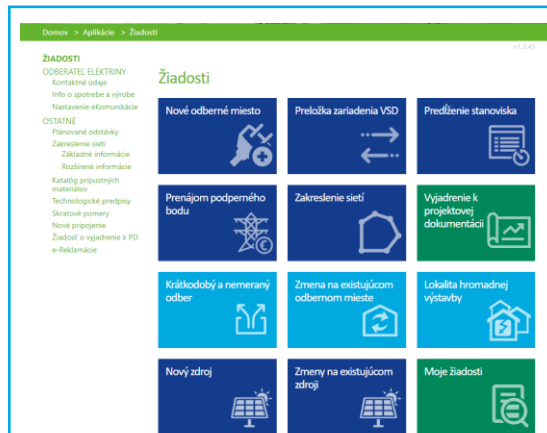 Domov > Aplikácie > Žiadosti
v1.3.45
ŽIADOSTI
ODBERATEĽ ELEKTRINY
Kontaktné údaje
Info o spotrebe a výrobe
Nastavenie eKomunikácie
OSTATNÉ
Plánované odstávky
Zakreslenie sietí
Základné informácie
Rozšírené informácie
Katalóg prípustných
materiálov
Technologické predpisy
Skratové pomery
Nové pripojenie
Žiadosť o vyjadrenie k PD
e-Reklamácie
Žiadosti
Nové odberné miesto
Preložka zariadenia VSD
Predĺženie stanoviska
Prenájom podperného
bodu
Zakreslenie sietí
Vyjadrenie k
projektovej
dokumentácii
Krátkodobý a nemeraný
odber
Zmena na existujúcom
odbernom mieste
Lokalita hromadnej
výstavby
Nový zdroj
Zmeny na existujúcom
zdroji
Moje žiadosti